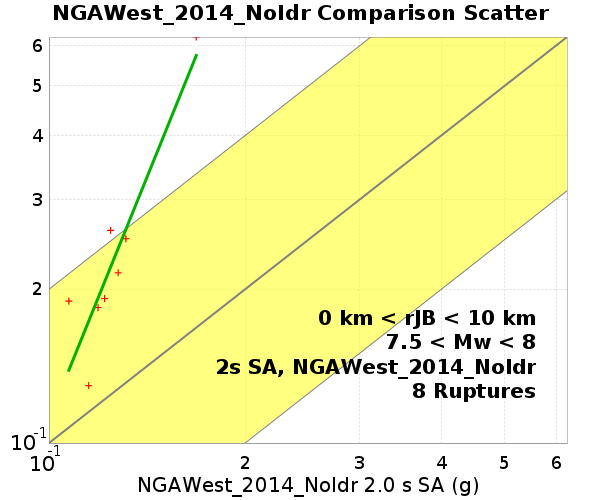 NGAWest_2014_NoIdr Comparison Scatter
6
5
4
3
2
10-1
0 km < rJB < 10 km
7.5 < Mw < 8
2s SA, NGAWest_2014_NoIdr
8 Ruptures
10-1
2
3
4
5
6
NGAWest_2014_NoIdr 2.0 s SA (g)